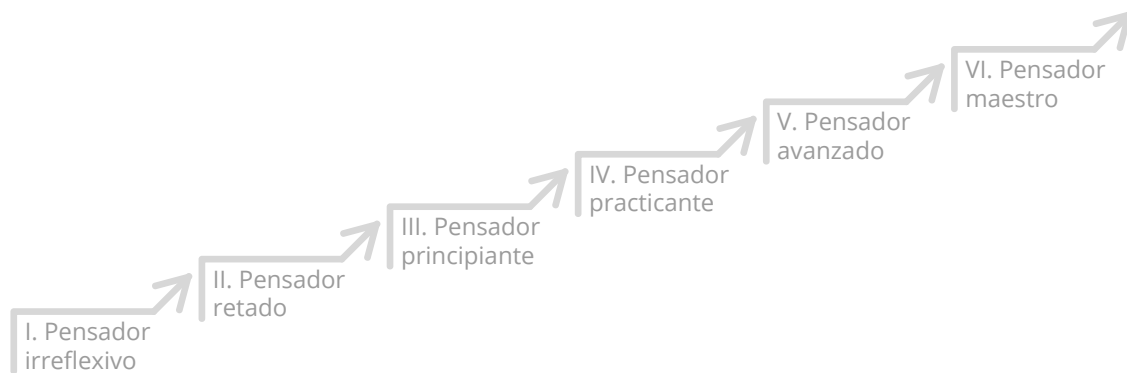 I. Pensador
irreflexivo
II. Pensador
retado
III. Pensador
principiante
IV. Pensador
practicante
V. Pensador
avanzado
VI. Pensador
maestro